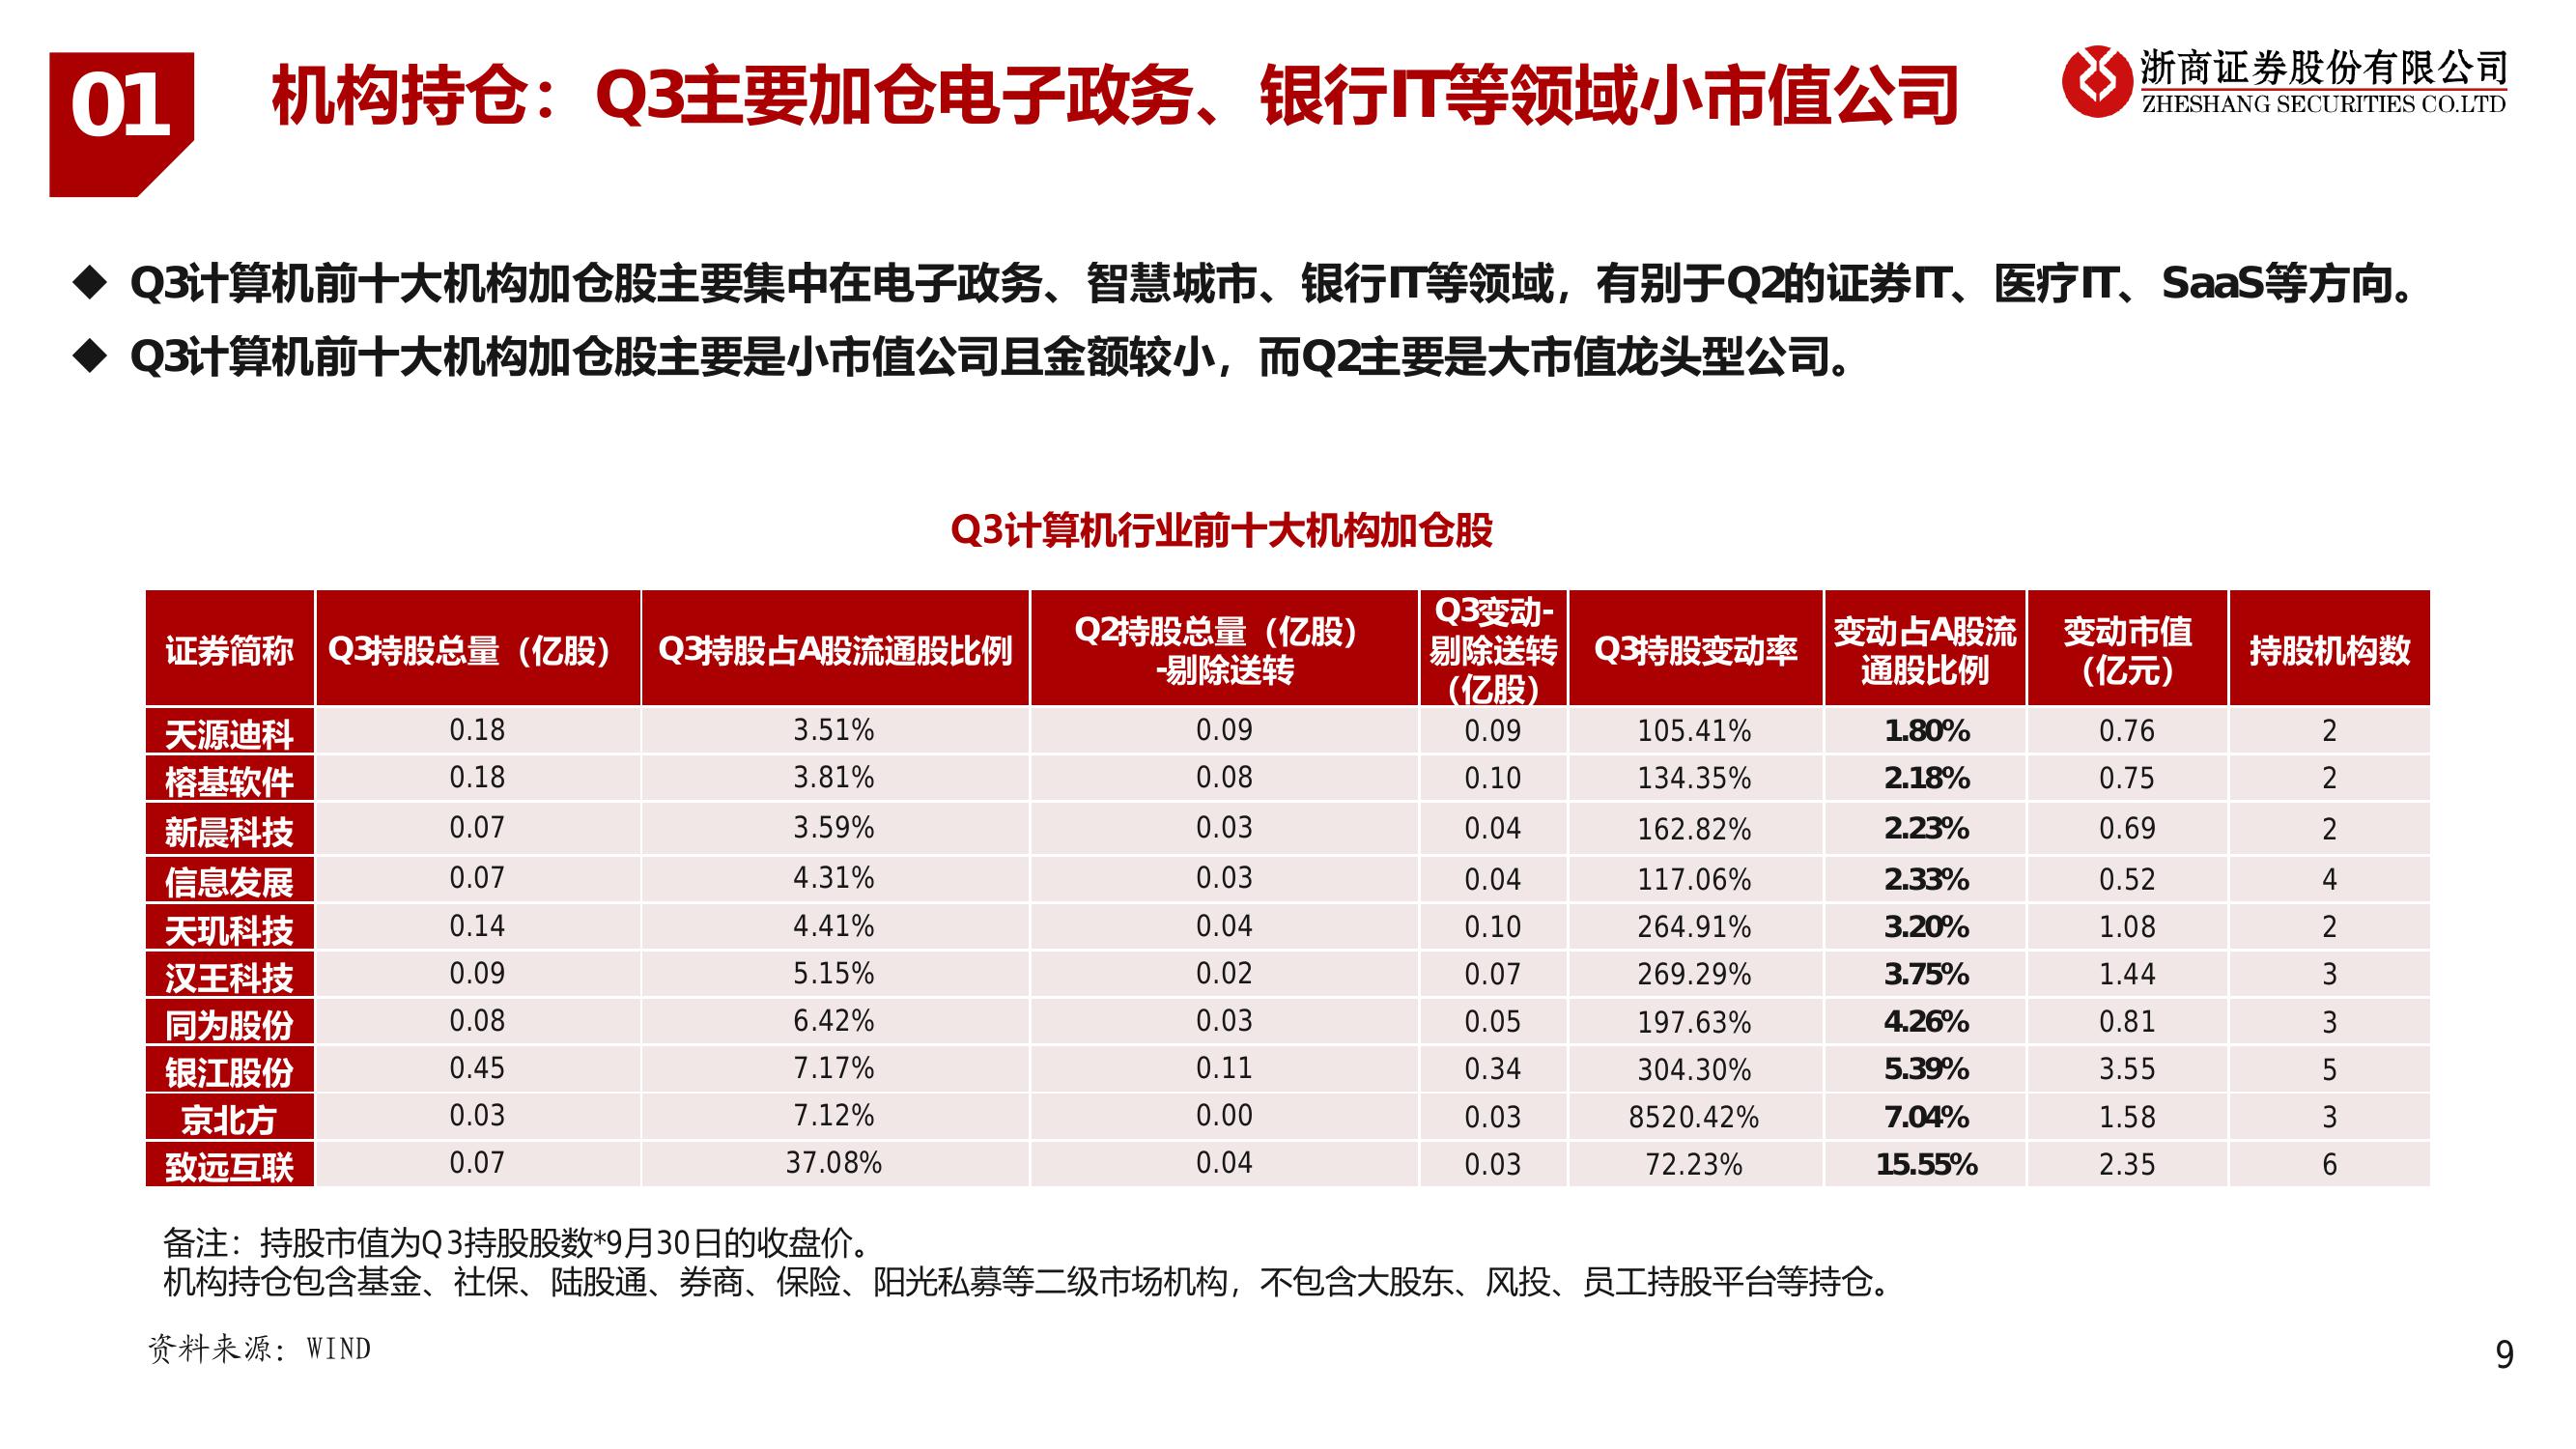 01
机构持仓：Q3主要加仓电子政务、银行IT等领域小市值公司
浙商证券股份有限公司
ZHESHANG SECURITIES CO.LTD
◆ Q3计算机前十大机构加仓股主要集中在电子政务、智慧城市、银行IT等领域，有别于Q2的证券IT、医疗IT、SaaS等方向。
◆ Q3计算机前十大机构加仓股主要是小市值公司且金额较小，而Q2主要是大市值龙头型公司。
Q3计算机行业前十大机构加仓股
证券简称 Q3持股总量（亿股） Q3持股占A股流通股比例 Q2持股总量（亿股）-剔除送转 Q3变动-剔除送转（亿股） Q3持股变动率 变动占A股流通股比例 变动市值（亿元） 持股机构数
天源迪科 0.18 3.51% 0.09 0.09 105.41% 1.80% 0.76 2
榕基软件 0.18 3.81% 0.08 0.10 134.35% 2.18% 0.75 2
新晨科技 0.07 3.59% 0.03 0.04 162.82% 2.23% 0.69 2
信息发展 0.07 4.31% 0.03 0.04 117.06% 2.33% 0.52 4
天玑科技 0.14 4.41% 0.04 0.10 264.91% 3.20% 1.08 2
汉王科技 0.09 5.15% 0.02 0.07 269.29% 3.75% 1.44 3
同为股份 0.08 6.42% 0.03 0.05 197.63% 4.26% 0.81 3
银江股份 0.45 7.17% 0.11 0.34 304.30% 5.39% 3.55 5
京北方 0.03 7.12% 0.00 0.03 8520.42% 7.04% 1.58 3
致远互联 0.07 37.08% 0.04 0.03 72.23% 15.55% 2.35 6
备注：持股市值为Q3持股股数*9月30日的收盘价。
机构持仓包含基金、社保、陆股通、券商、保险、阳光私募等二级市场机构，不包含大股东、风投、员工持股平台等持仓。
资料来源：WIND
9